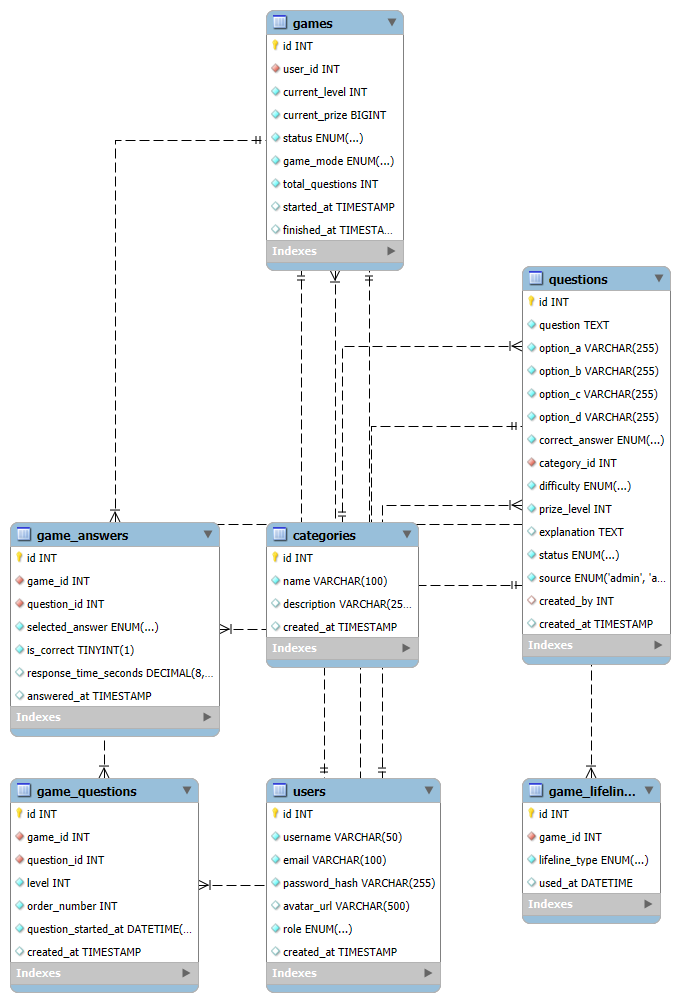 games
id INT
user_id INT
current_level INT
current_prize BIGINT
status ENUM(...)
game_mode ENUM(...)
total_questions INT
started_at TIMESTAMP
finished_at TIMESTA...
Indexes
questions
id INT
question TEXT
option_a VARCHAR(255)
option_b VARCHAR(255)
option_c VARCHAR(255)
option_d VARCHAR(255)
correct_answer ENUM(...)
category_id INT
difficulty ENUM(...)
prize_level INT
explanation TEXT
status ENUM(...)
source ENUM('admin', 'a...
created_by INT
created_at TIMESTAMP
Indexes
game_answers
id INT
game_id INT
question_id INT
selected_answer ENUM(...)
is_correct TINYINT(1)
response_time_seconds DECIMAL(8,...
answered_at TIMESTAMP
Indexes
categories
id INT
name VARCHAR(100)
description VARCHAR(25...
created_at TIMESTAMP
Indexes
game_questions
id INT
game_id INT
question_id INT
level INT
order_number INT
question_started_at DATETIME(...
created_at TIMESTAMP
Indexes
users
id INT
username VARCHAR(50)
email VARCHAR(100)
password_hash VARCHAR(255)
avatar_url VARCHAR(500)
role ENUM(...)
created_at TIMESTAMP
Indexes
game_lifelin...
id INT
game_id INT
lifeline_type ENUM(...)
used_at DATETIME
Indexes